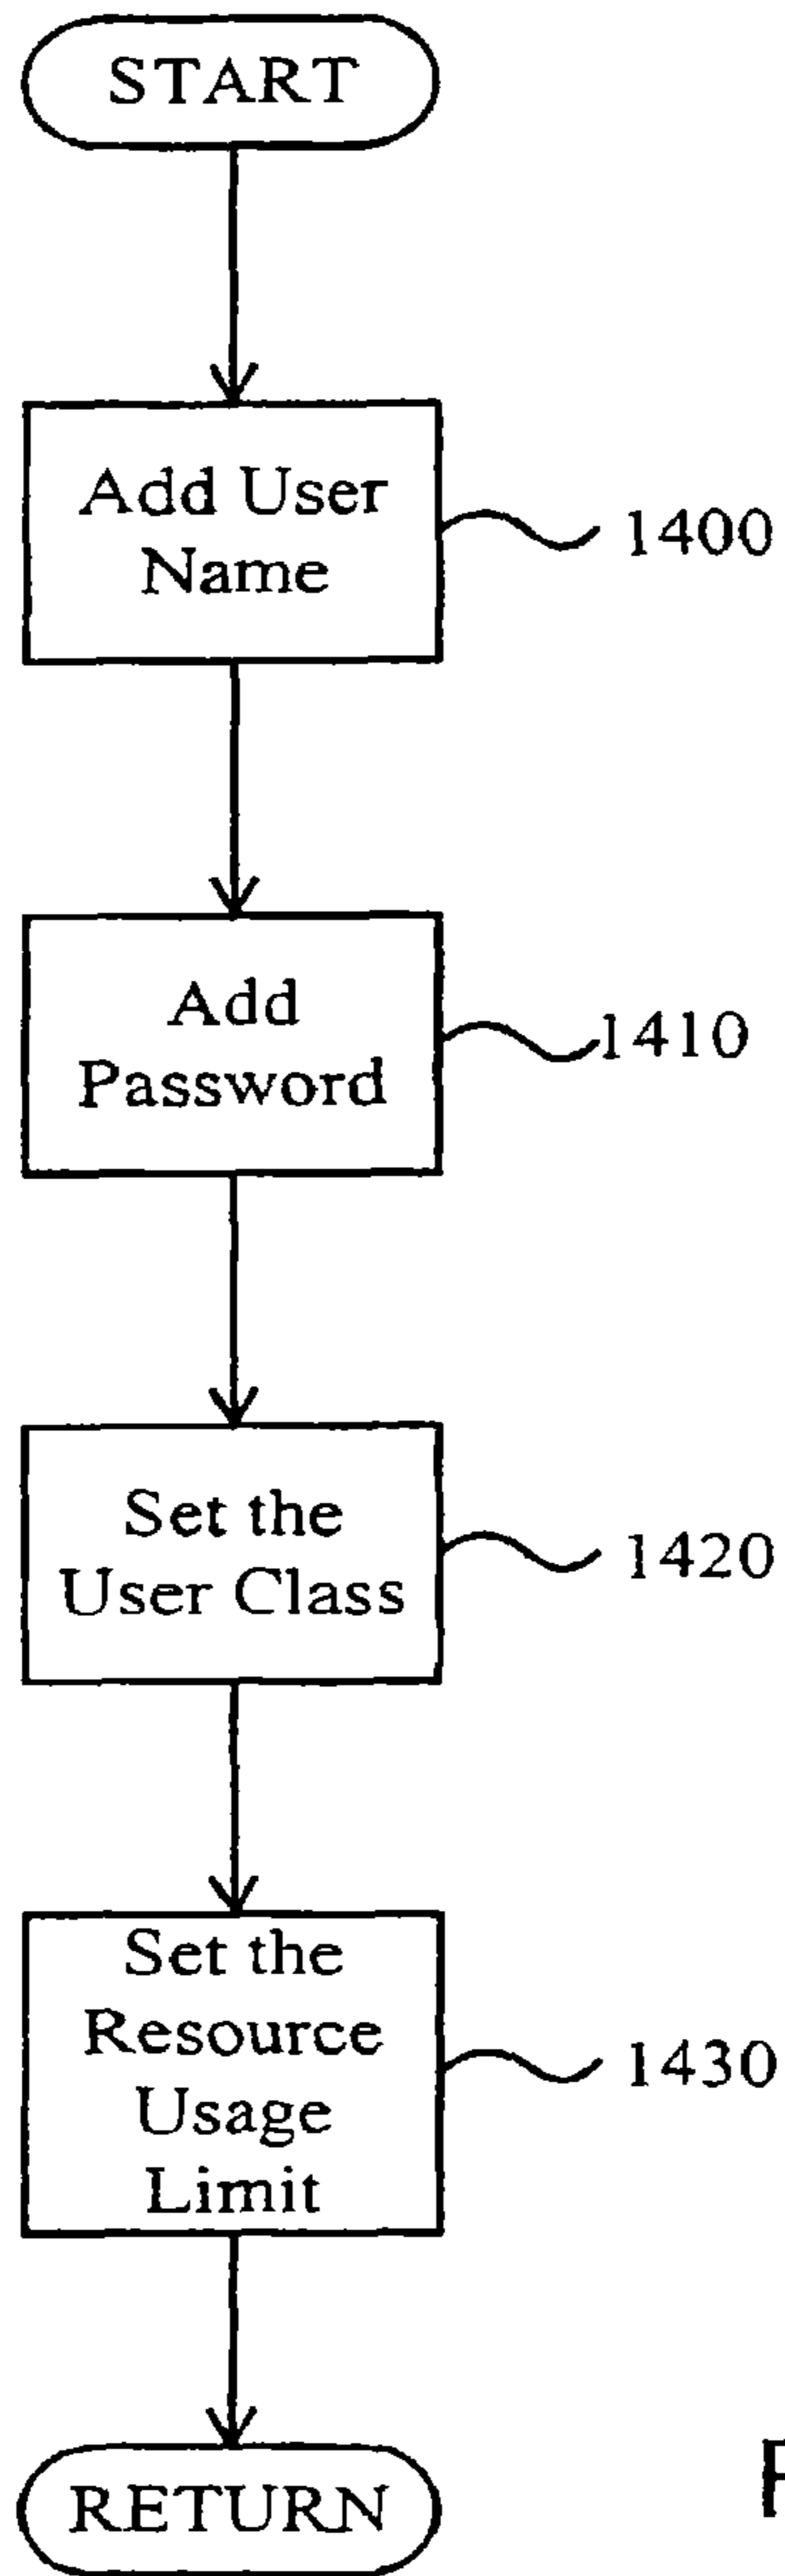 START
Add User
Name
1400
Add
Password
1410
Set the
User Class
1420
Set the
Resource
Usage
Limit
1430
RETURN
F